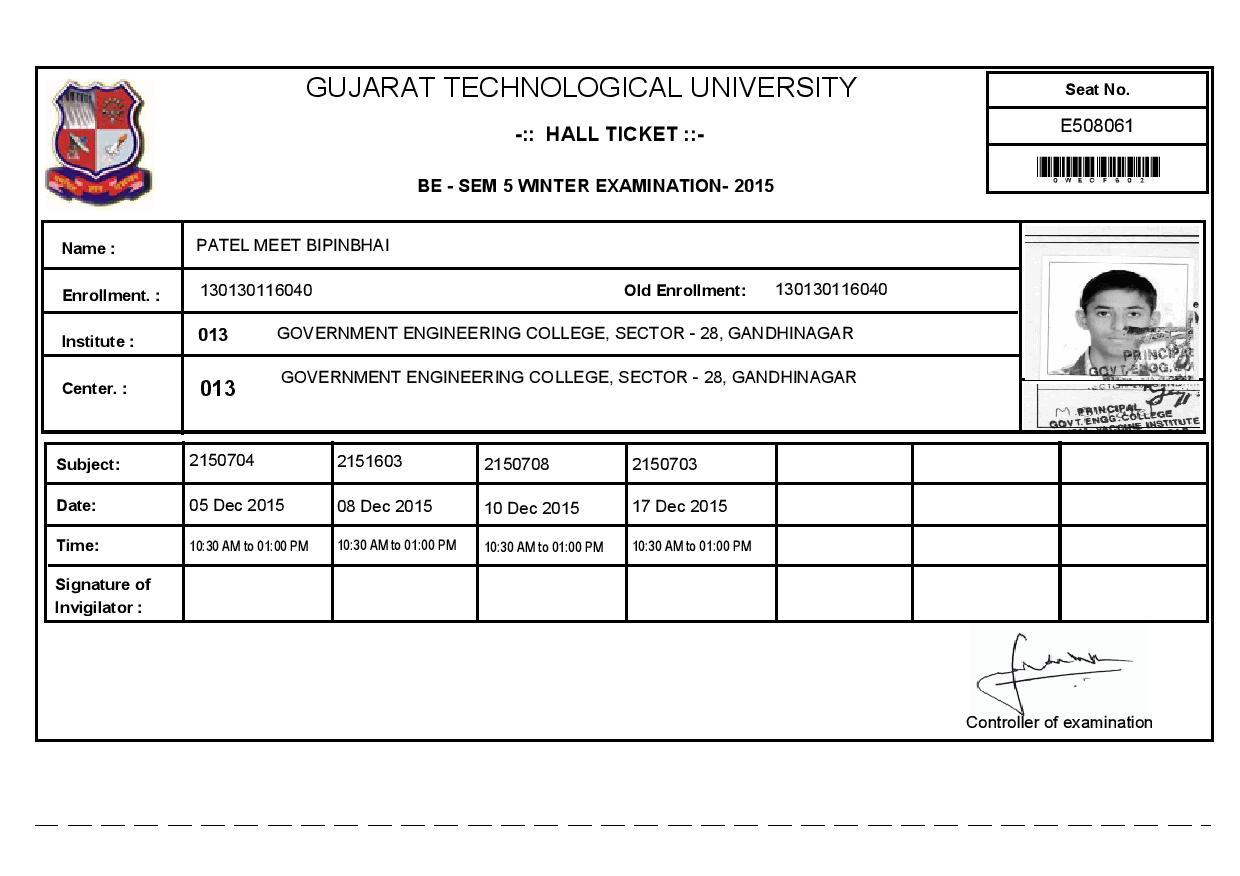 GUJARAT TECHNOLOGICAL UNIVERSITY
-:: HALL TICKET ::-
BE - SEM 5 WINTER EXAMINATION- 2015
Seat No.
E508061
0WECF602
Name : PATEL MEET BIPINBHAI
Enrollment. : 130130116040 Old Enrollment: 130130116040
Institute : 013 GOVERNMENT ENGINEERING COLLEGE, SECTOR - 28, GANDHINAGAR
Center. : 013 GOVERNMENT ENGINEERING COLLEGE, SECTOR - 28, GANDHINAGAR
PRINCIPAL
GOVT.ENGG.
PRINCIPAL
GOVT.ENGG.COLLEGE
VACCINE INSTITUTE
Subject: 2150704 2151603 2150708 2150703
Date: 05 Dec 2015 08 Dec 2015 10 Dec 2015 17 Dec 2015
Time: 10:30 AM to 01:00 PM 10:30 AM to 01:00 PM 10:30 AM to 01:00 PM 10:30 AM to 01:00 PM
Signature of
Invigilator :
Controller of examination